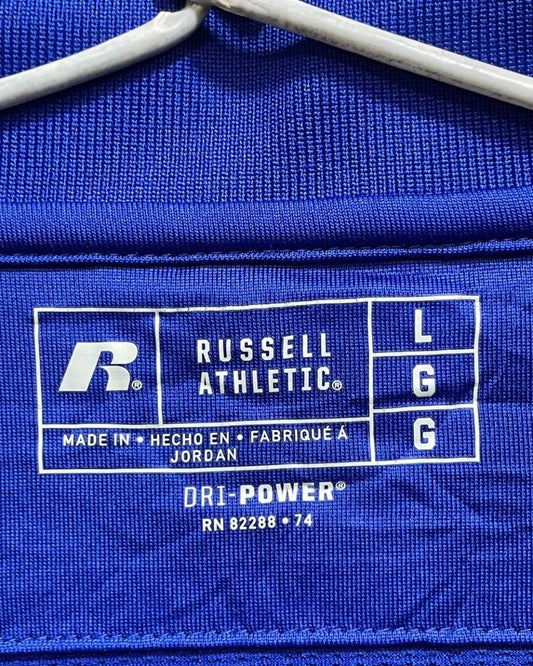 R®
RUSSELL
ATHLETIC®
L
G
G
MADE IN • HECHO EN • FABRIQUÉ Á
JORDAN
DRI-POWER®
RN 82288 • 74